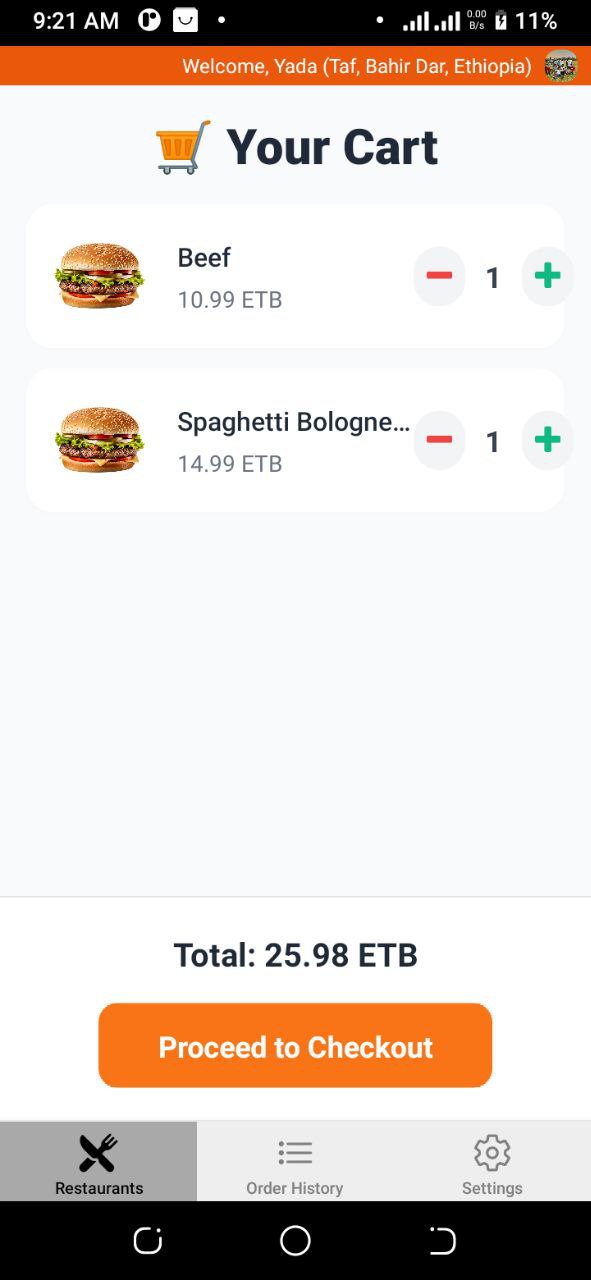 9:21 AM
0.00
B/s
11%
Welcome, Yada (Taf, Bahir Dar, Ethiopia)
Your Cart
Beef
10.99 ETB
1
Spaghetti Bologne...
14.99 ETB
1
Total: 25.98 ETB
Proceed to Checkout
Restaurants
Order History
Settings